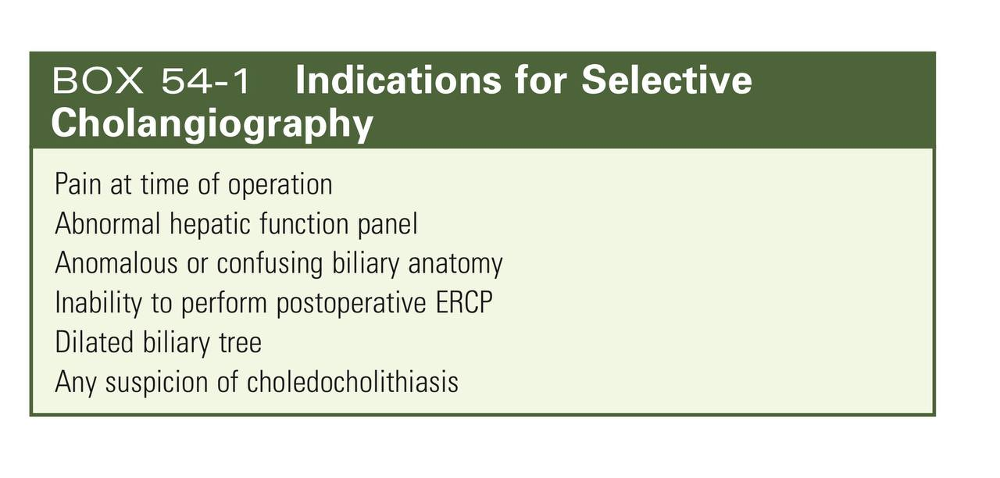 BOX 54-1 Indications for Selective
Cholangiography
Pain at time of operation
Abnormal hepatic function panel
Anomalous or confusing biliary anatomy
Inability to perform postoperative ERCP
Dilated biliary tree
Any suspicion of choledocholithiasis